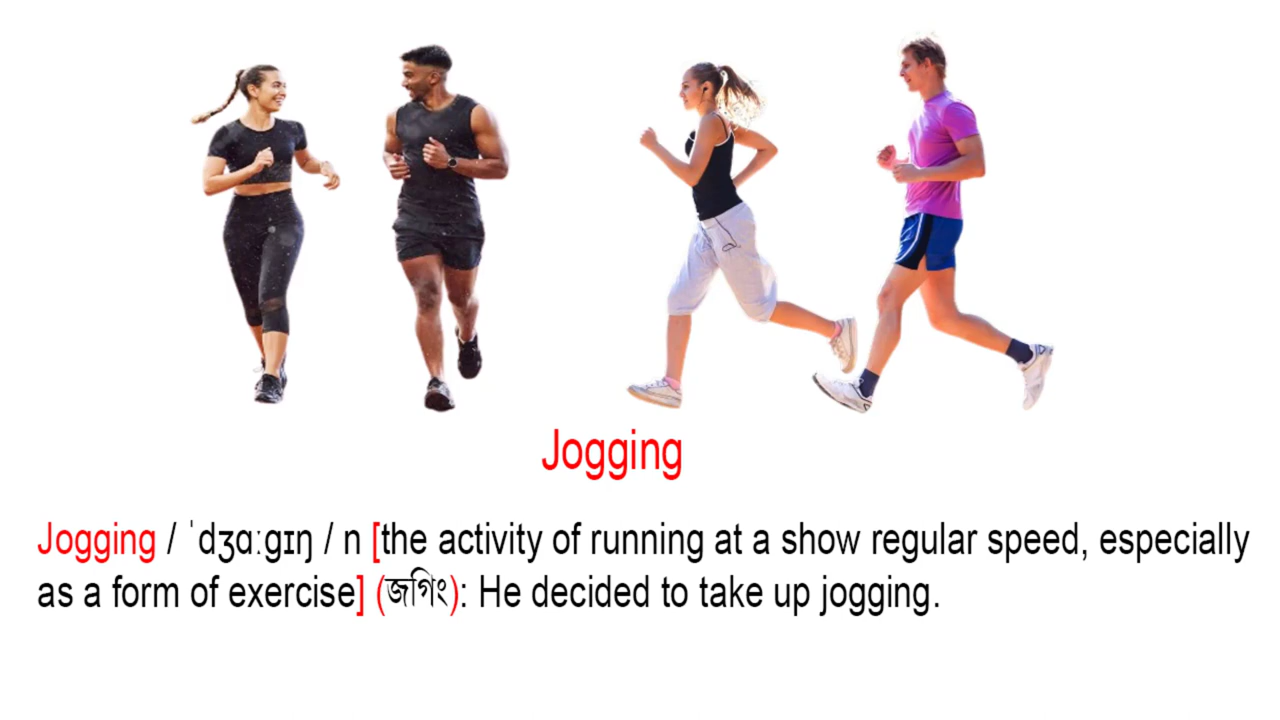 Jogging
Jogging / ˈdʒɑːgɪŋ / n [the activity of running at a show regular speed, especially
as a form of exercise] (জগিং): He decided to take up jogging.